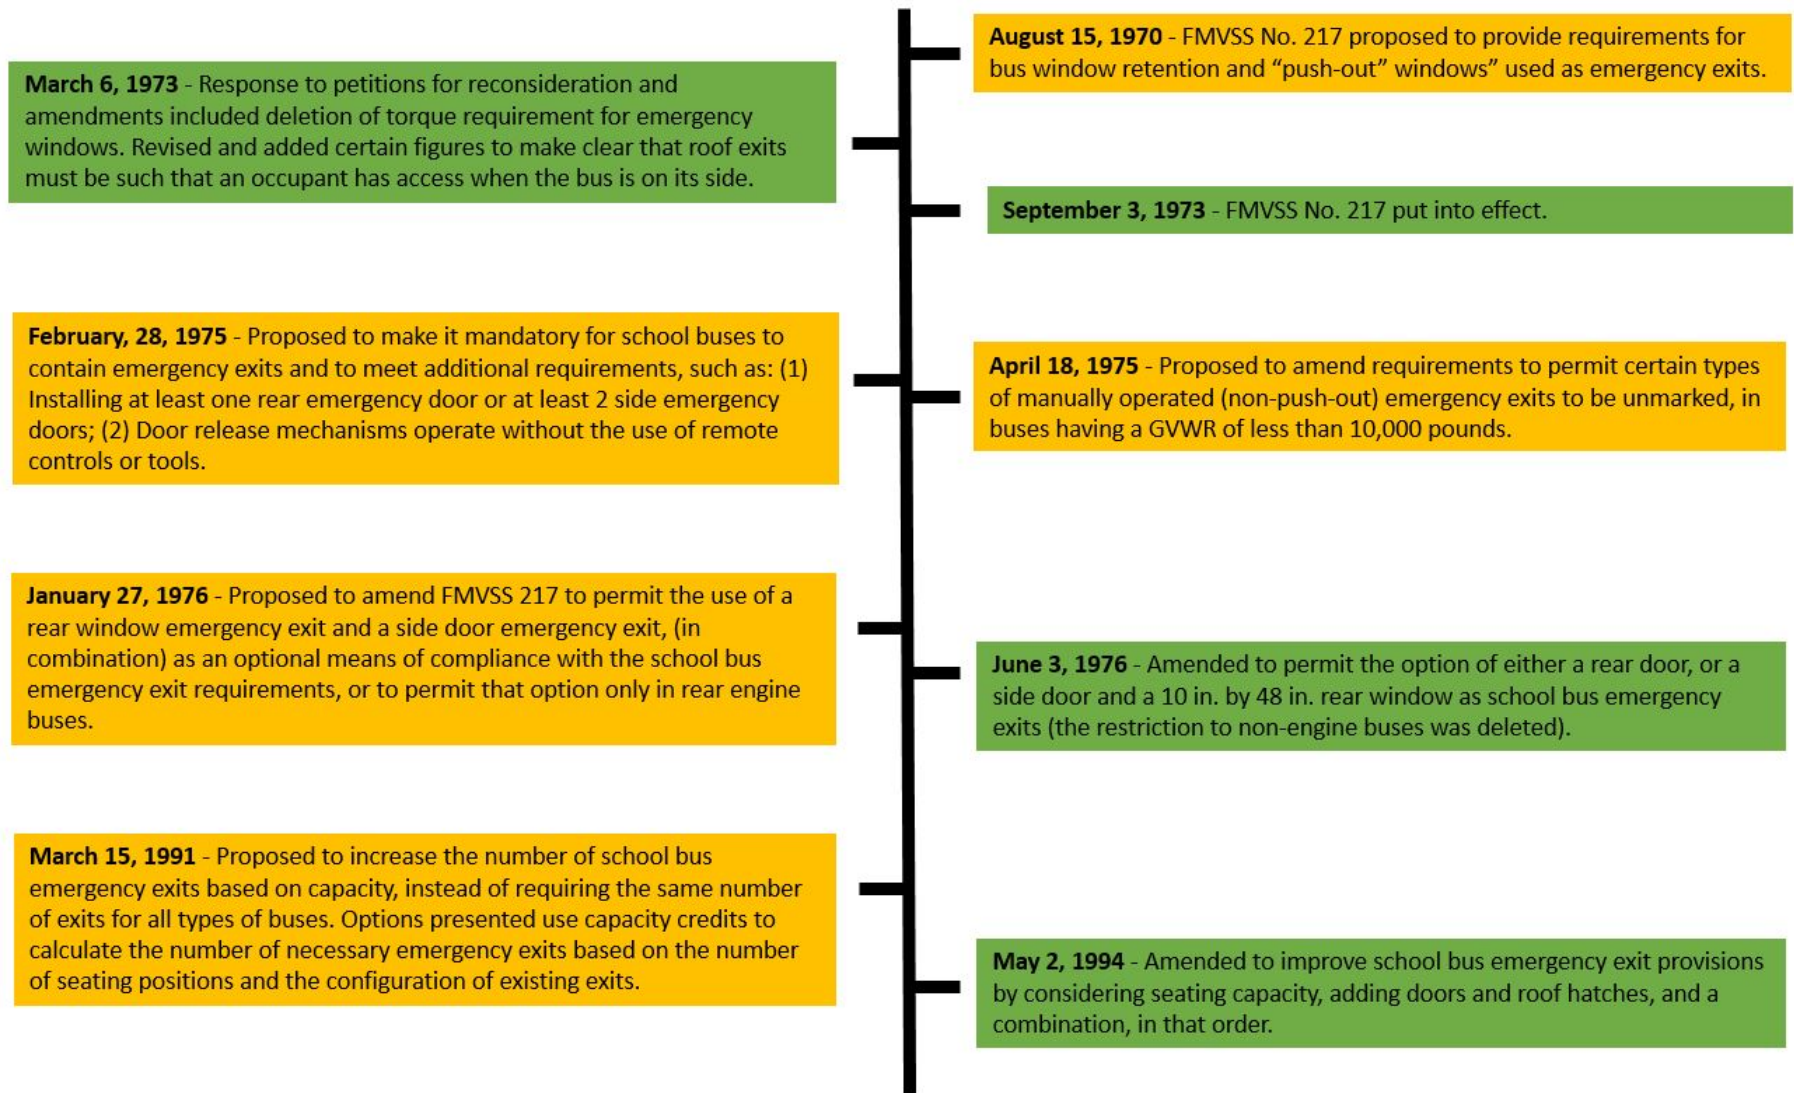 August 15, 1970 - FMVSS No. 217 proposed to provide requirements for
bus window retention and “push-out” windows” used as emergency exits.
March 6, 1973 - Response to petitions for reconsideration and
amendments included deletion of torque requirement for emergency
windows. Revised and added certain figures to make clear that roof exits
must be such that an occupant has access when the bus is on its side.
September 3, 1973 - FMVSS No. 217 put into effect.
February, 28, 1975 - Proposed to make it mandatory for school buses to
contain emergency exits and to meet additional requirements, such as: (1)
Installing at least one rear emergency door or at least 2 side emergency
doors; (2) Door release mechanisms operate without the use of remote
controls or tools.
April 18, 1975 - Proposed to amend requirements to permit certain types
of manually operated (non-push-out) emergency exits to be unmarked, in
buses having a GVWR of less than 10,000 pounds.
January 27, 1976 - Proposed to amend FMVSS 217 to permit the use of a
rear window emergency exit and a side door emergency exit, (in
combination) as an optional means of compliance with the school bus
emergency exit requirements, or to permit that option only in rear engine
buses.
June 3, 1976 - Amended to permit the option of either a rear door, or a
side door and a 10 in. by 48 in. rear window as school bus emergency
exits (the restriction to non-engine buses was deleted).
March 15, 1991 - Proposed to increase the number of school bus
emergency exits based on capacity, instead of requiring the same number
of exits for all types of buses. Options presented use capacity credits to
calculate the number of necessary emergency exits based on the number
of seating positions and the configuration of existing exits.
May 2, 1994 - Amended to improve school bus emergency exit provisions
by considering seating capacity, adding doors and roof hatches, and a
combination, in that order.